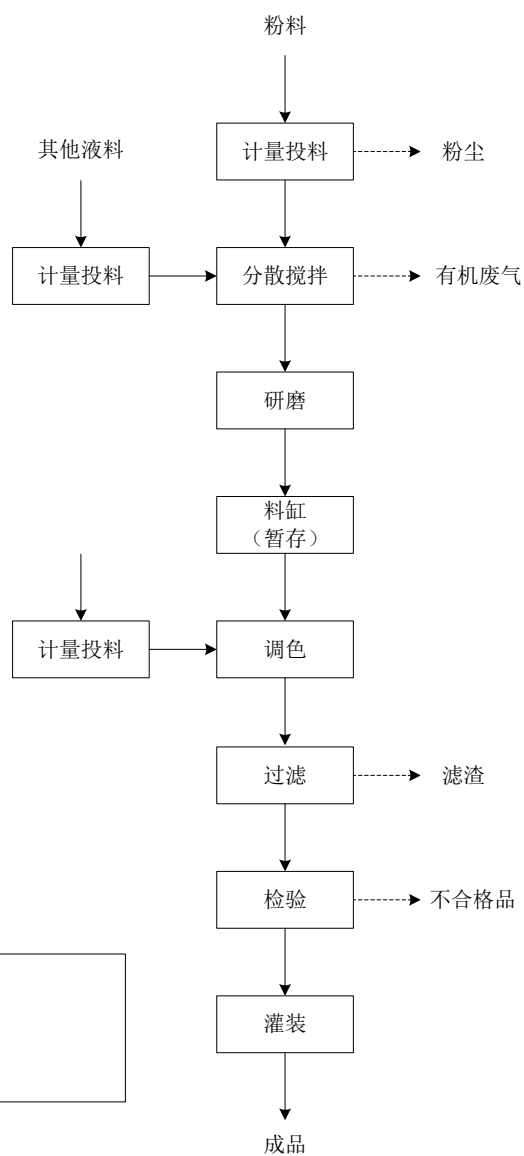 粉料
计量投料
粉尘
其他液料
计量投料
分散搅拌
有机废气
研磨
料缸
（暂存）
计量投料
调色
过滤
滤渣
检验
不合格品
灌装
成品